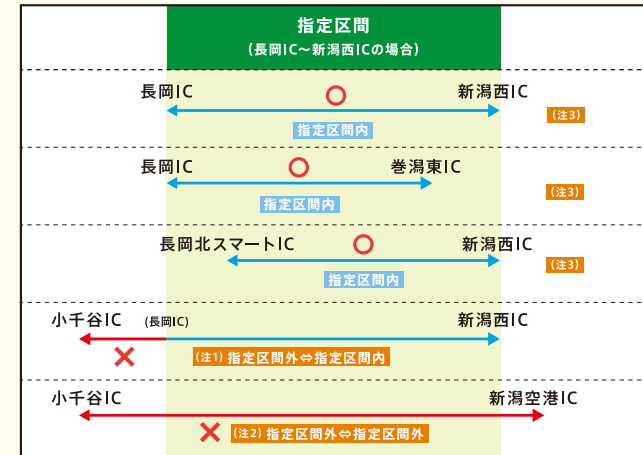 指定区間
(長岡IC~新潟西ICの場合)
長岡IC 新潟西IC
指定区間内 (注3)
長岡IC 巻潟東IC
指定区間内 (注3)
長岡北スマートIC 新潟西IC
指定区間内 (注3)
小千谷IC (長岡IC) 新潟西IC
(注1) 指定区間外⇔指定区間内
小千谷IC 新潟空港IC
(注2) 指定区間外⇔指定区間外